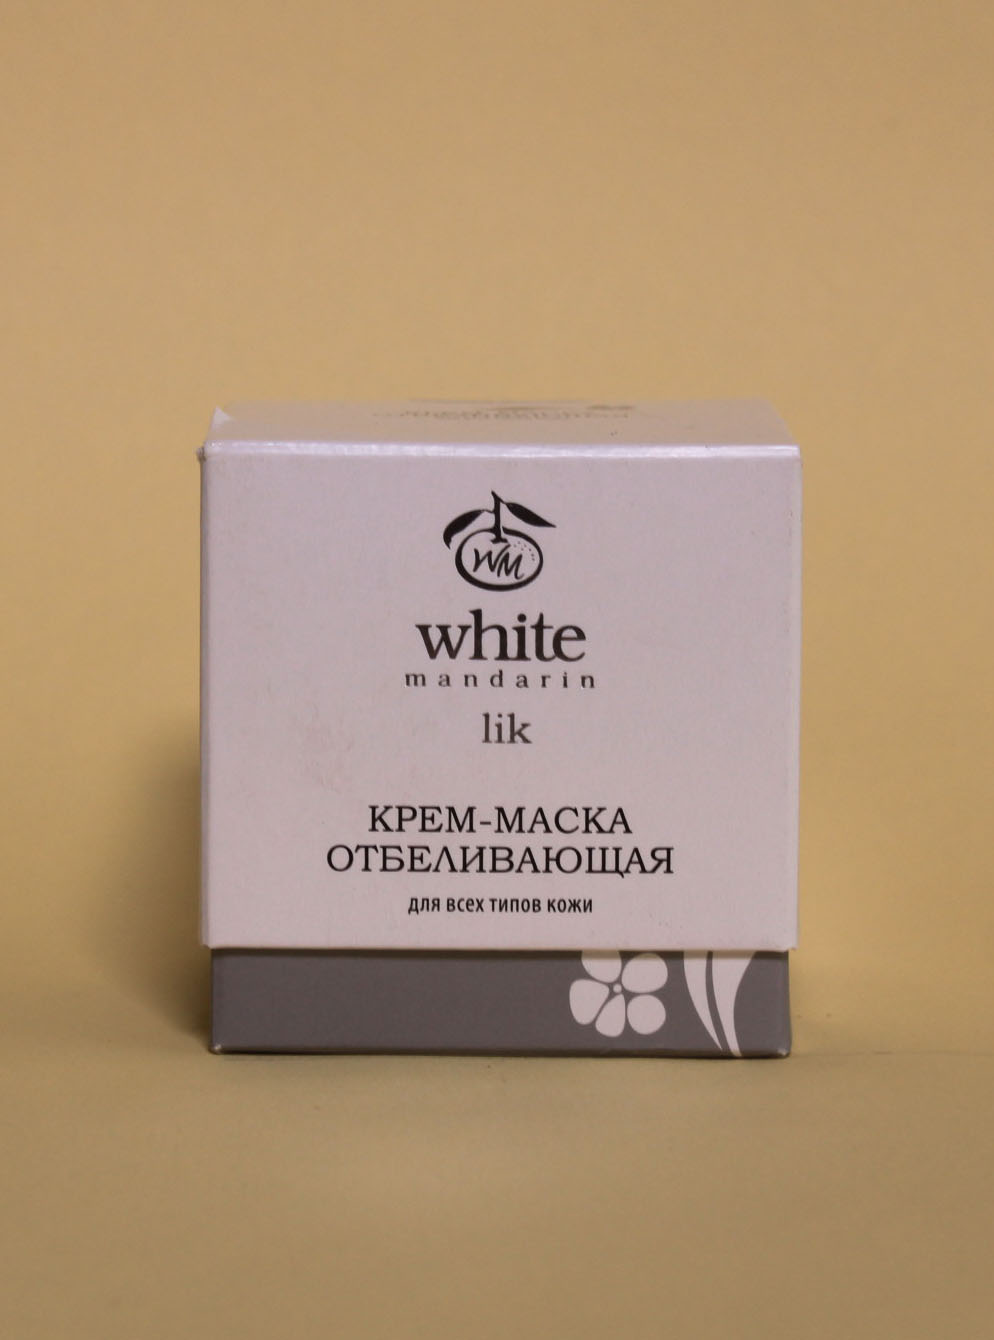 WM
white
mandarin
lik
КРЕМ-МАСКА
ОТБЕЛИВАЮЩАЯ
для всех типов кожи